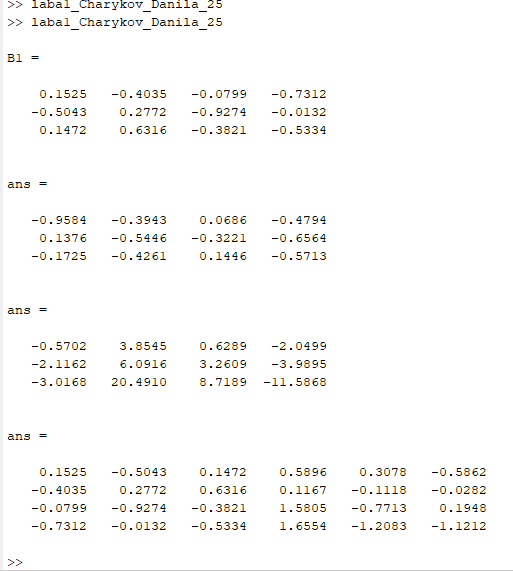 >> laba1_Charykov_Danila_25
>> laba1_Charykov_Danila_25
B1 =
0.1525 -0.4035 -0.0799 -0.7312
-0.5043 0.2772 -0.9274 -0.0132
0.1472 0.6316 -0.3821 -0.5334
ans =
-0.9584 -0.3943 0.0686 -0.4794
0.1376 -0.5446 -0.3221 -0.6564
-0.1725 -0.4261 0.1446 -0.5713
ans =
-0.5702 3.8545 0.6289 -2.0499
-2.1162 6.0916 3.2609 -3.9895
-3.0168 20.4910 8.7189 -11.5868
ans =
0.1525 -0.5043 0.1472 0.5896 0.3078 -0.5862
-0.4035 0.2772 0.6316 0.1167 -0.1118 -0.0282
-0.0799 -0.9274 -0.3821 1.5805 -0.7713 0.1948
-0.7312 -0.0132 -0.5334 1.6554 -1.2083 -1.1212
>>